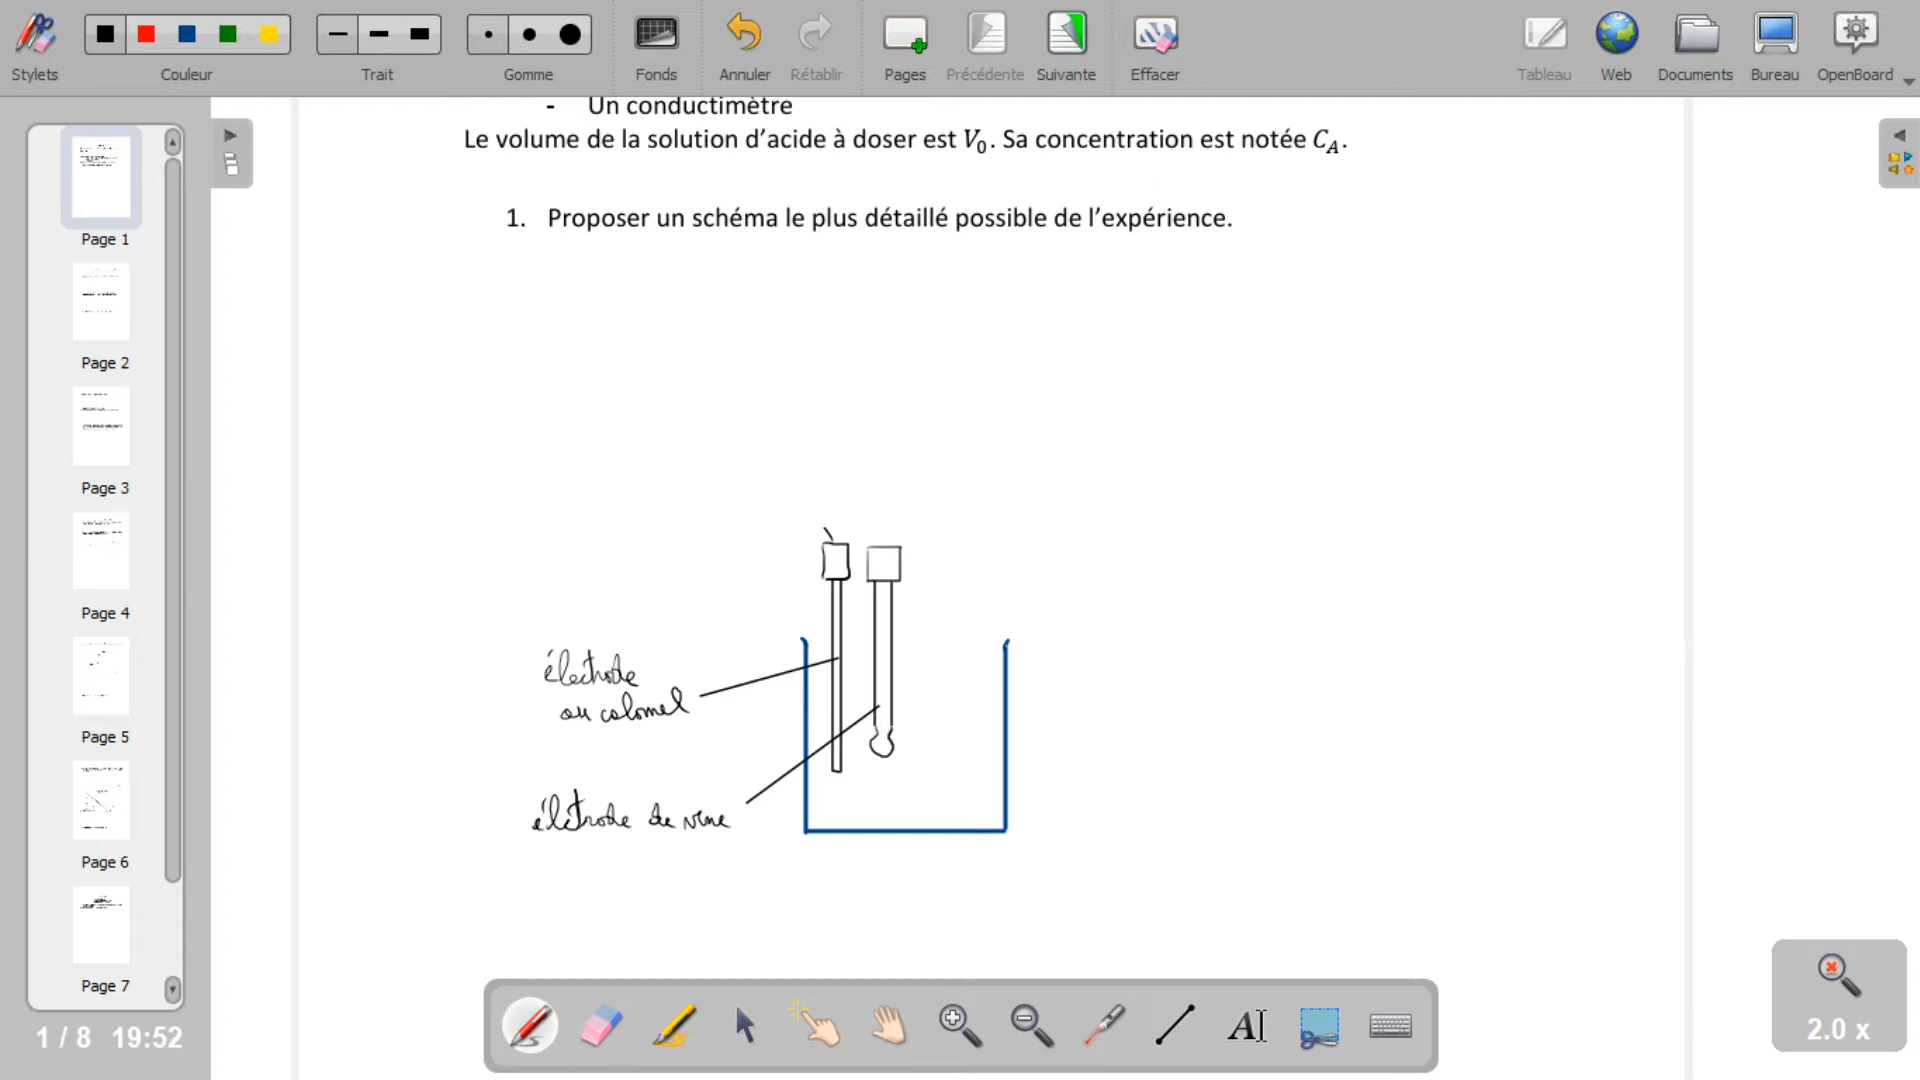 Stylets
Couleur
Trait
Gomme
Fonds
Annuler
Rétablir
Pages
Précédente
Suivante
Effacer
Tableau
Web
Documents
Bureau
OpenBoard
- Un conductimètre
Le volume de la solution d’acide à doser est V₀. Sa concentration est notée C_A.
1. Proposer un schéma le plus détaillé possible de l’expérience.
électrode
au calomel
électrode de verre
Page 1
Page 2
Page 3
Page 4
Page 5
Page 6
Page 7
1 / 8 19:52
A
2.0 x